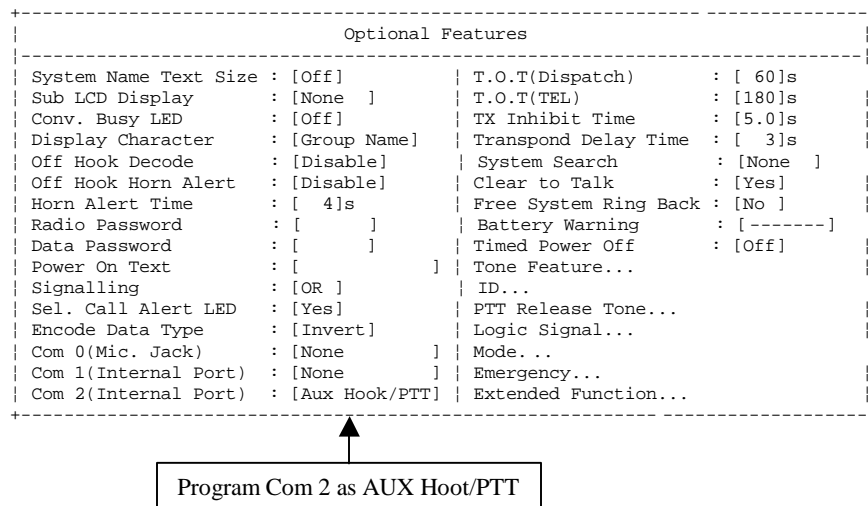 Optional Features
System Name Text Size : [Off] | T.O.T(Dispatch) : [ 60]s
Sub LCD Display : [None ] | T.O.T(TEL) : [180]s
Conv. Busy LED : [Off] | TX Inhibit Time : [5.0]s
Display Character : [Group Name] | Transpond Delay Time : [ 3]s
Off Hook Decode : [Disable] | System Search : [None ]
Off Hook Horn Alert : [Disable] | Clear to Talk : [Yes]
Horn Alert Time : [ 4]s | Free System Ring Back : [No ]
Radio Password : [ ] | Battery Warning : [-------]
Data Password : [ ] | Timed Power Off : [Off]
Power On Text : [ ] | Tone Feature...
Signalling : [OR ] | ID...
Sel. Call Alert LED : [Yes] | PTT Release Tone...
Encode Data Type : [Invert] | Logic Signal...
Com 0(Mic. Jack) : [None ] | Mode...
Com 1(Internal Port) : [None ] | Emergency...
Com 2(Internal Port) : [Aux Hook/PTT] | Extended Function...
Program Com 2 as AUX Hoot/PTT